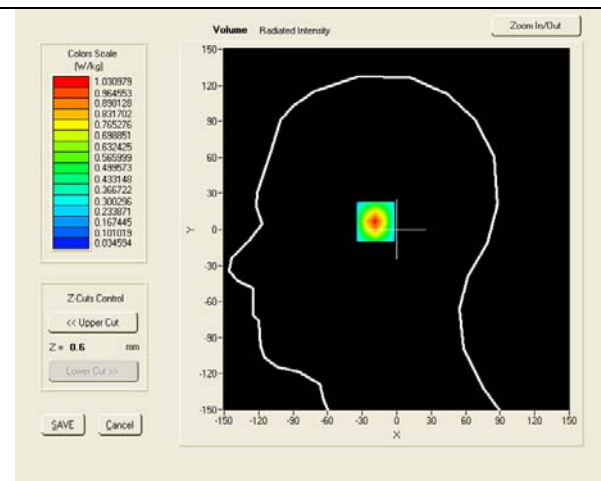 Volume Radiated Intensity
Zoom In/Out
Colors Scale
(W/kg)
1.030979
0.964553
0.898128
0.831702
0.765276
0.698851
0.632425
0.565999
0.499573
0.433148
0.366722
0.300296
0.233871
0.167445
0.101019
0.034594
Z-Cuts Control
<< Upper Cut
Z = 0.6 mm
Lower Cut >>
SAVE Cancel
150-
120-
90-
60-
30-
Y 0-
-30-
-60-
-90-
-120-
-150-
-150 -120 -90 -60 -30 0 30 60 90 120 150
X